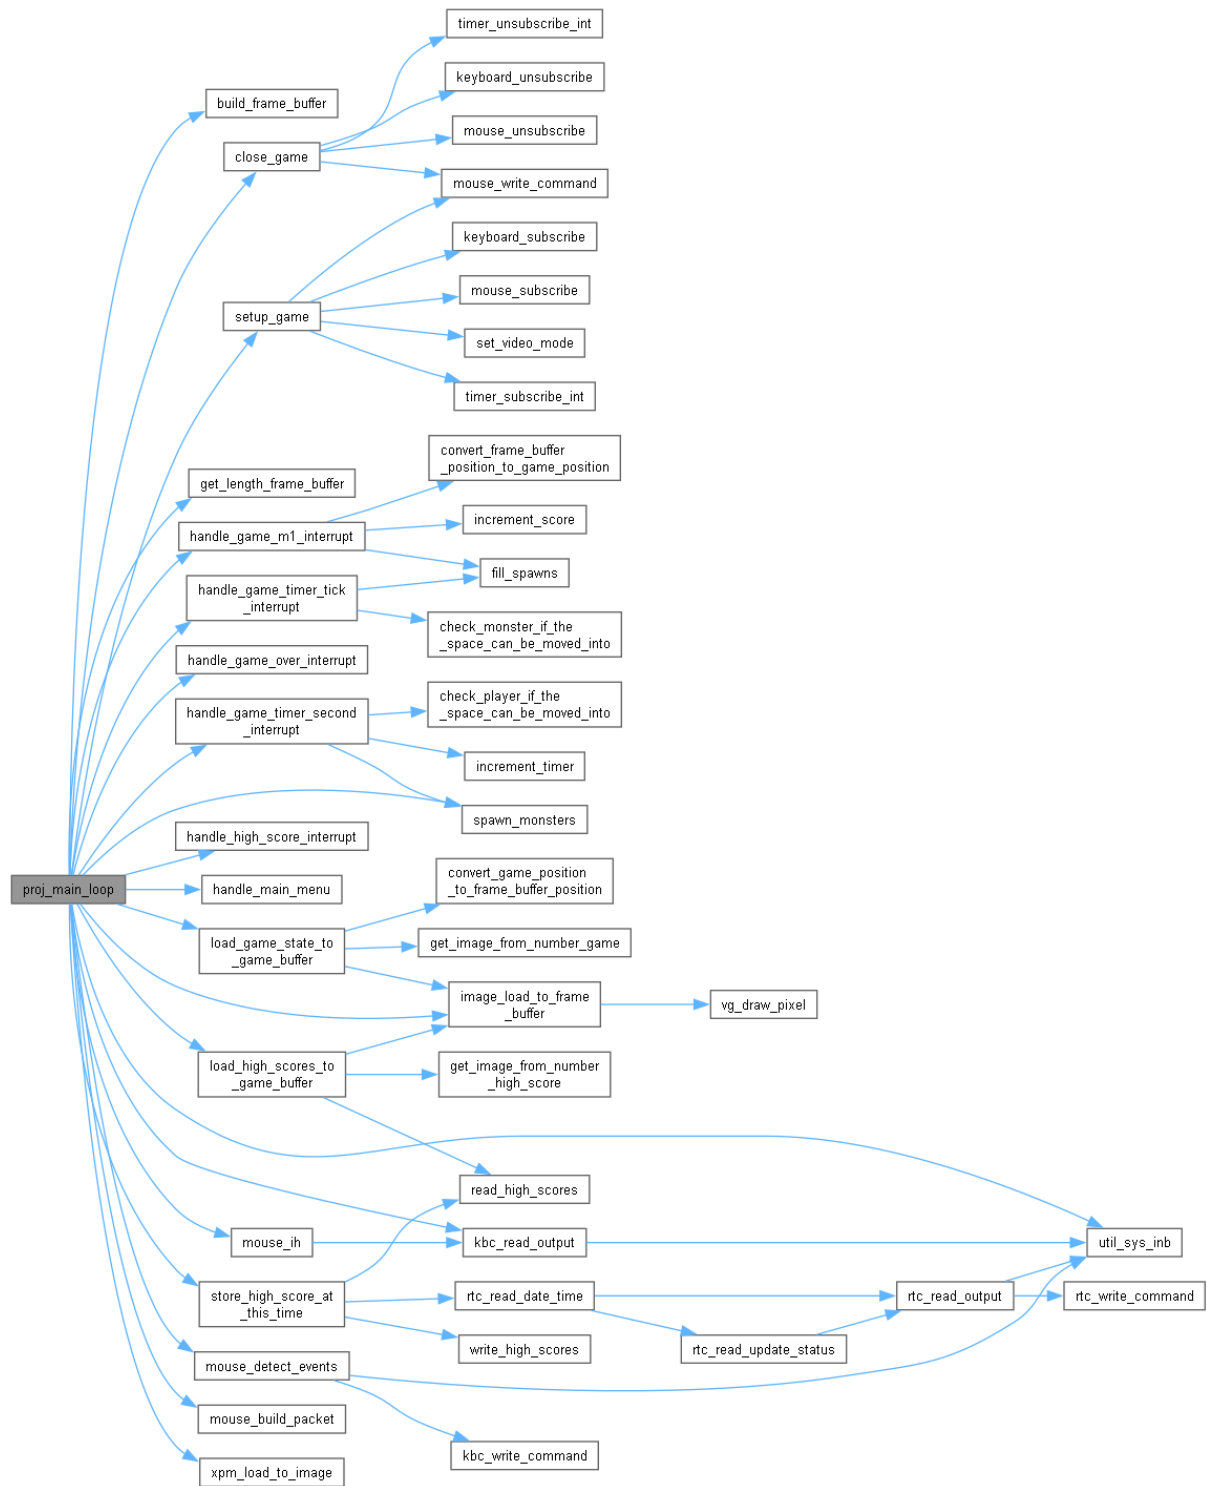 timer_unsubscribe_int
keyboard_unsubscribe
build_frame_buffer
mouse_unsubscribe
close_game
mouse_write_command
keyboard_subscribe
mouse_subscribe
setup_game
set_video_mode
timer_subscribe_int
convert_frame_buffer
_position_to_game_position
get_length_frame_buffer
increment_score
handle_game_m1_interrupt
fill_spawns
handle_game_timer_tick
_interrupt
check_monster_if_the
_space_can_be_moved_into
handle_game_over_interrupt
check_player_if_the
_space_can_be_moved_into
handle_game_timer_second
_interrupt
increment_timer
spawn_monsters
handle_high_score_interrupt
proj_main_loop
handle_main_menu
convert_game_position
_to_frame_buffer_position
load_game_state_to
_game_buffer
get_image_from_number_game
image_load_to_frame
_buffer
vg_draw_pixel
load_high_scores_to
_game_buffer
get_image_from_number
_high_score
read_high_scores
mouse_ih
kbc_read_output
util_sys_inb
store_high_score_at
_this_time
rtc_read_date_time
rtc_read_output
rtc_write_command
write_high_scores
rtc_read_update_status
mouse_detect_events
mouse_build_packet
kbc_write_command
xpm_load_to_image